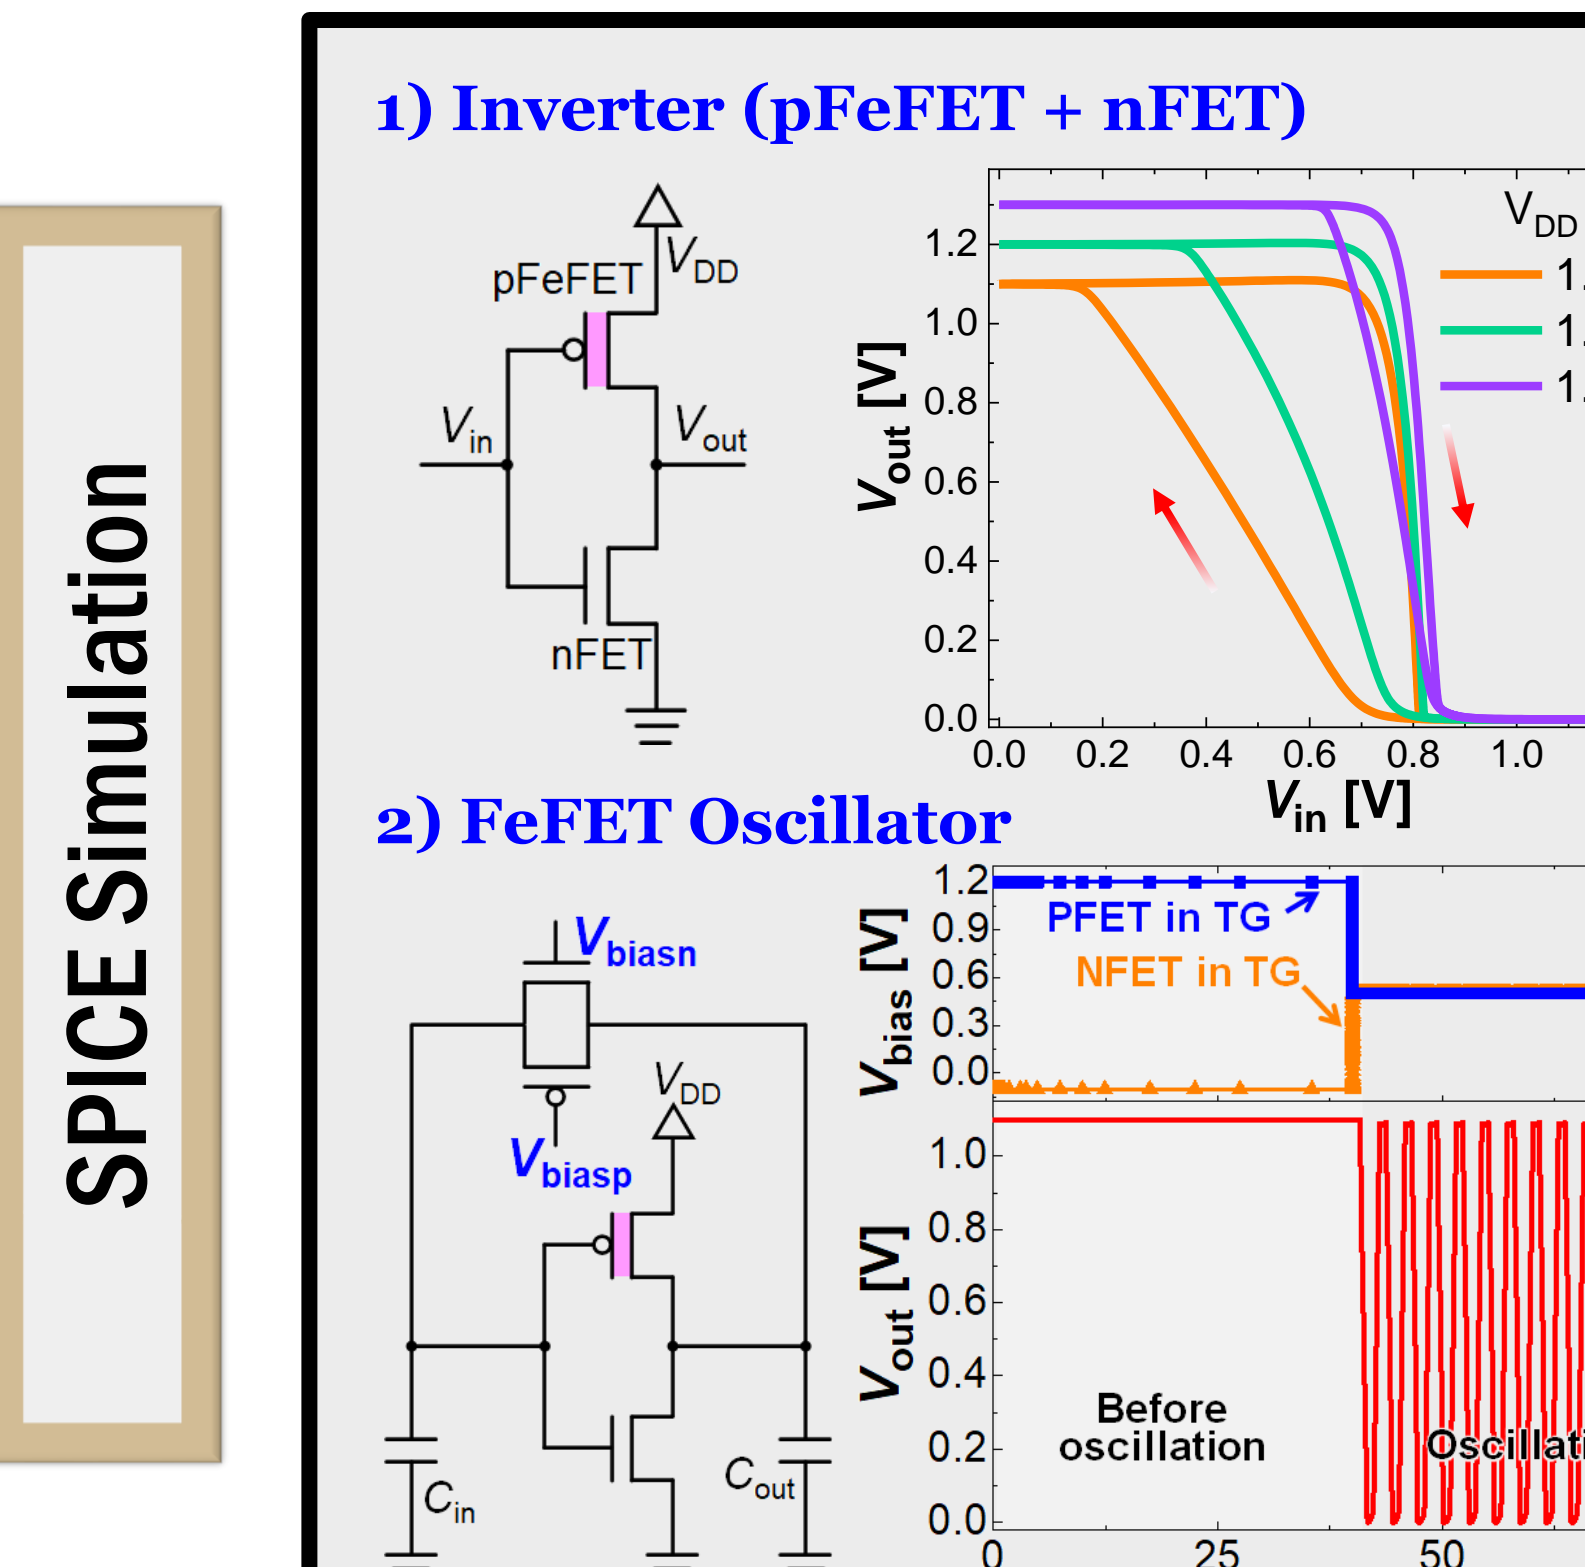 SPICE Simulation
1) Inverter (pFeFET + nFET)
VDD
pFeFET
Vin
Vout
nFET
Vout [V]
1.2
1.0
0.8
0.6
0.4
0.2
0.0
0.0 0.2 0.4 0.6 0.8 1.0
Vin [V]
VDD
1.
1.
1.
2) FeFET Oscillator
Vbiasn
Vbiasp
VDD
Cin
Cout
Vbias [V]
1.2
0.9
0.6
0.3
0.0
PFET in TG
NFET in TG
Vout [V]
1.0
0.8
0.6
0.4
0.2
0.0
Before
oscillation
Oscillati
0 25 50